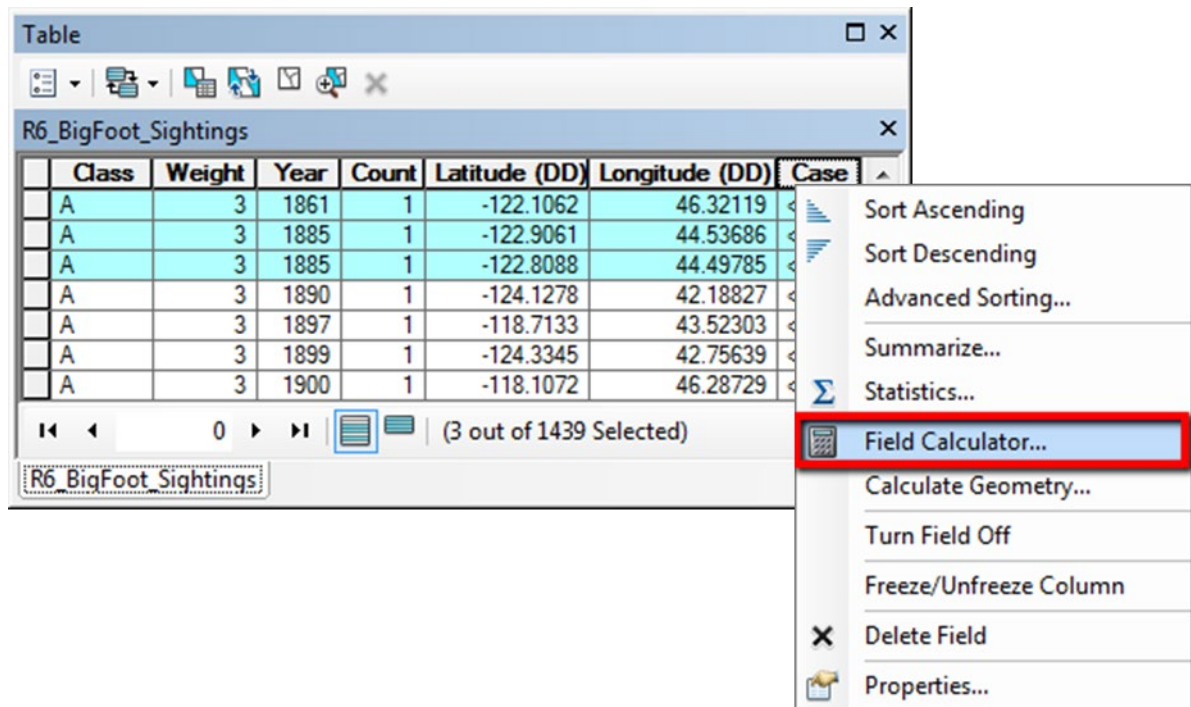 Table
R6_BigFoot_Sightings
Class Weight Year Count Latitude (DD) Longitude (DD) Case
A 3 1861 1 -122.1062 46.32119 <
A 3 1885 1 -122.9061 44.53686 <
A 3 1885 1 -122.8088 44.49785 <
A 3 1890 1 -124.1278 42.18827 <
A 3 1897 1 -118.7133 43.52303 <
A 3 1899 1 -124.3345 42.75639 <
A 3 1900 1 -118.1072 46.28729 <
0 (3 out of 1439 Selected)
R6_BigFoot_Sightings
Sort Ascending
Sort Descending
Advanced Sorting...
Summarize...
Σ Statistics...
Field Calculator...
Calculate Geometry...
Turn Field Off
Freeze/Unfreeze Column
Delete Field
Properties...